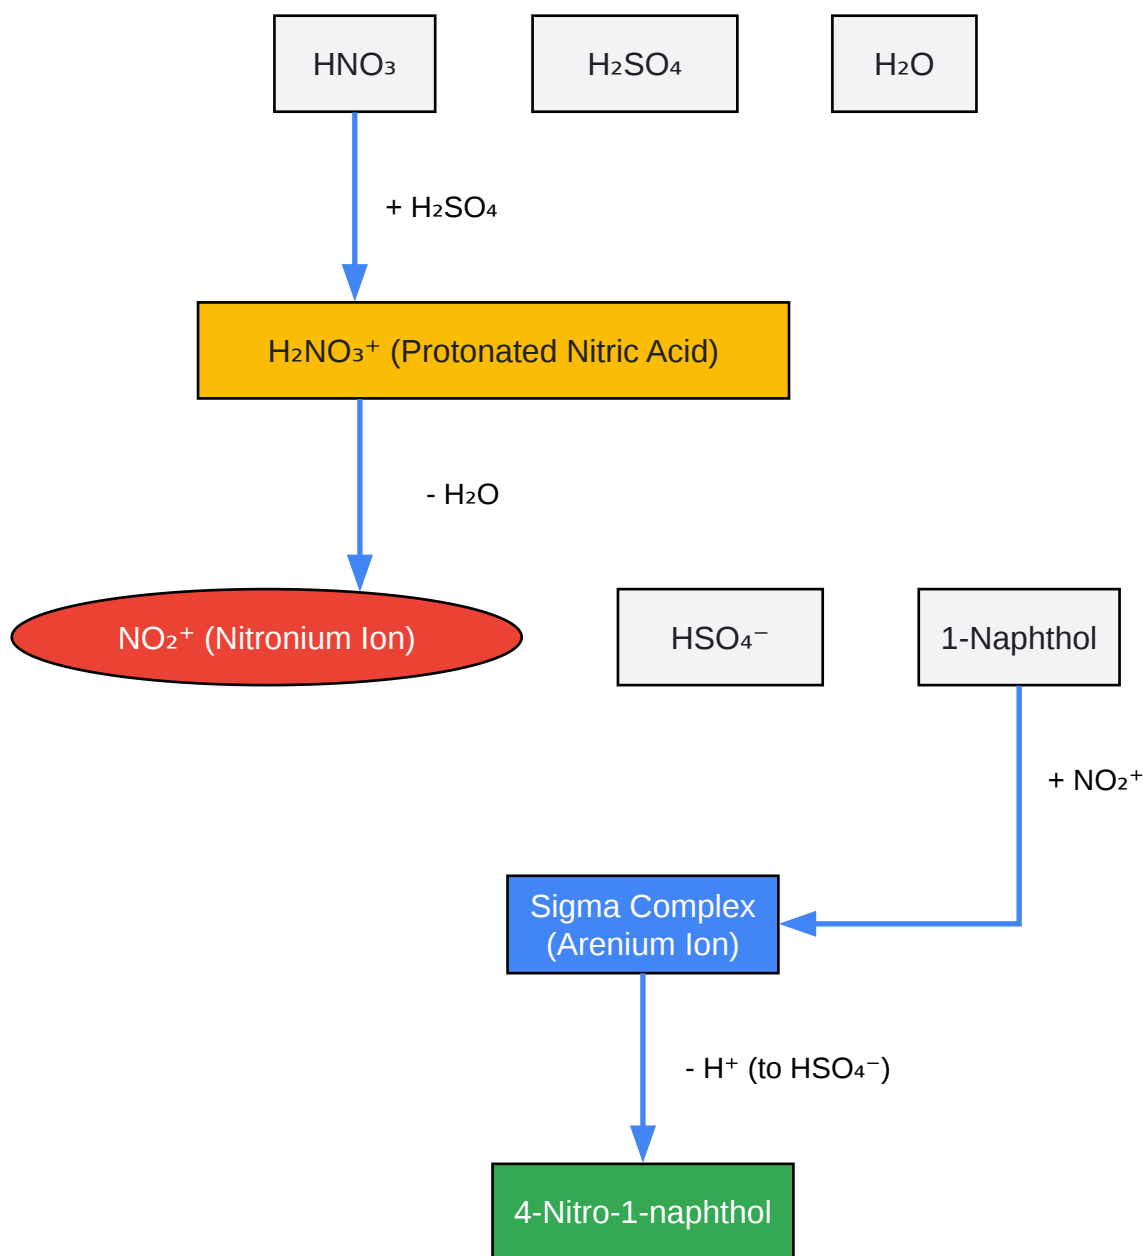 HNO₃
H₂SO₄
H₂O
+ H₂SO₄
H₂NO₃⁺ (Protonated Nitric Acid)
- H₂O
NO₂⁺ (Nitronium Ion)
HSO₄⁻
1-Naphthol
+ NO₂⁺
Sigma Complex
(Arenium Ion)
- H⁺ (to HSO₄⁻)
4-Nitro-1-naphthol